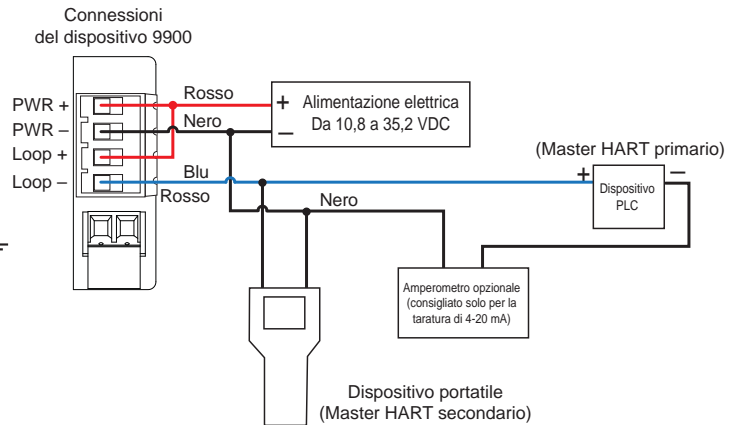 Connessioni
del dispositivo 9900
PWR +
PWR –
Loop +
Loop –
Rosso
Nero
Blu
Rosso
+ Alimentazione elettrica
– Da 10,8 a 35,2 VDC
Nero
(Master HART primario)
+ –
Dispositivo
PLC
Amperometro opzionale
(consigliato solo per la
taratura di 4-20 mA)
Dispositivo portatile
(Master HART secondario)